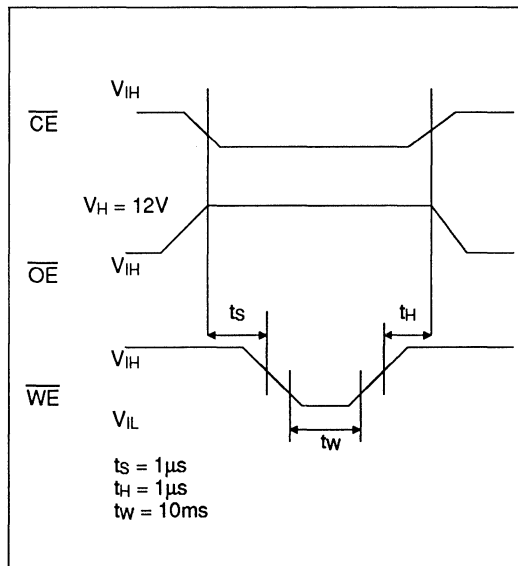 VIH
CE
VH = 12V
OE
VIH
tS
tH
VIH
WE
VIL
tW
tS = 1µs
tH = 1µs
tW = 10ms